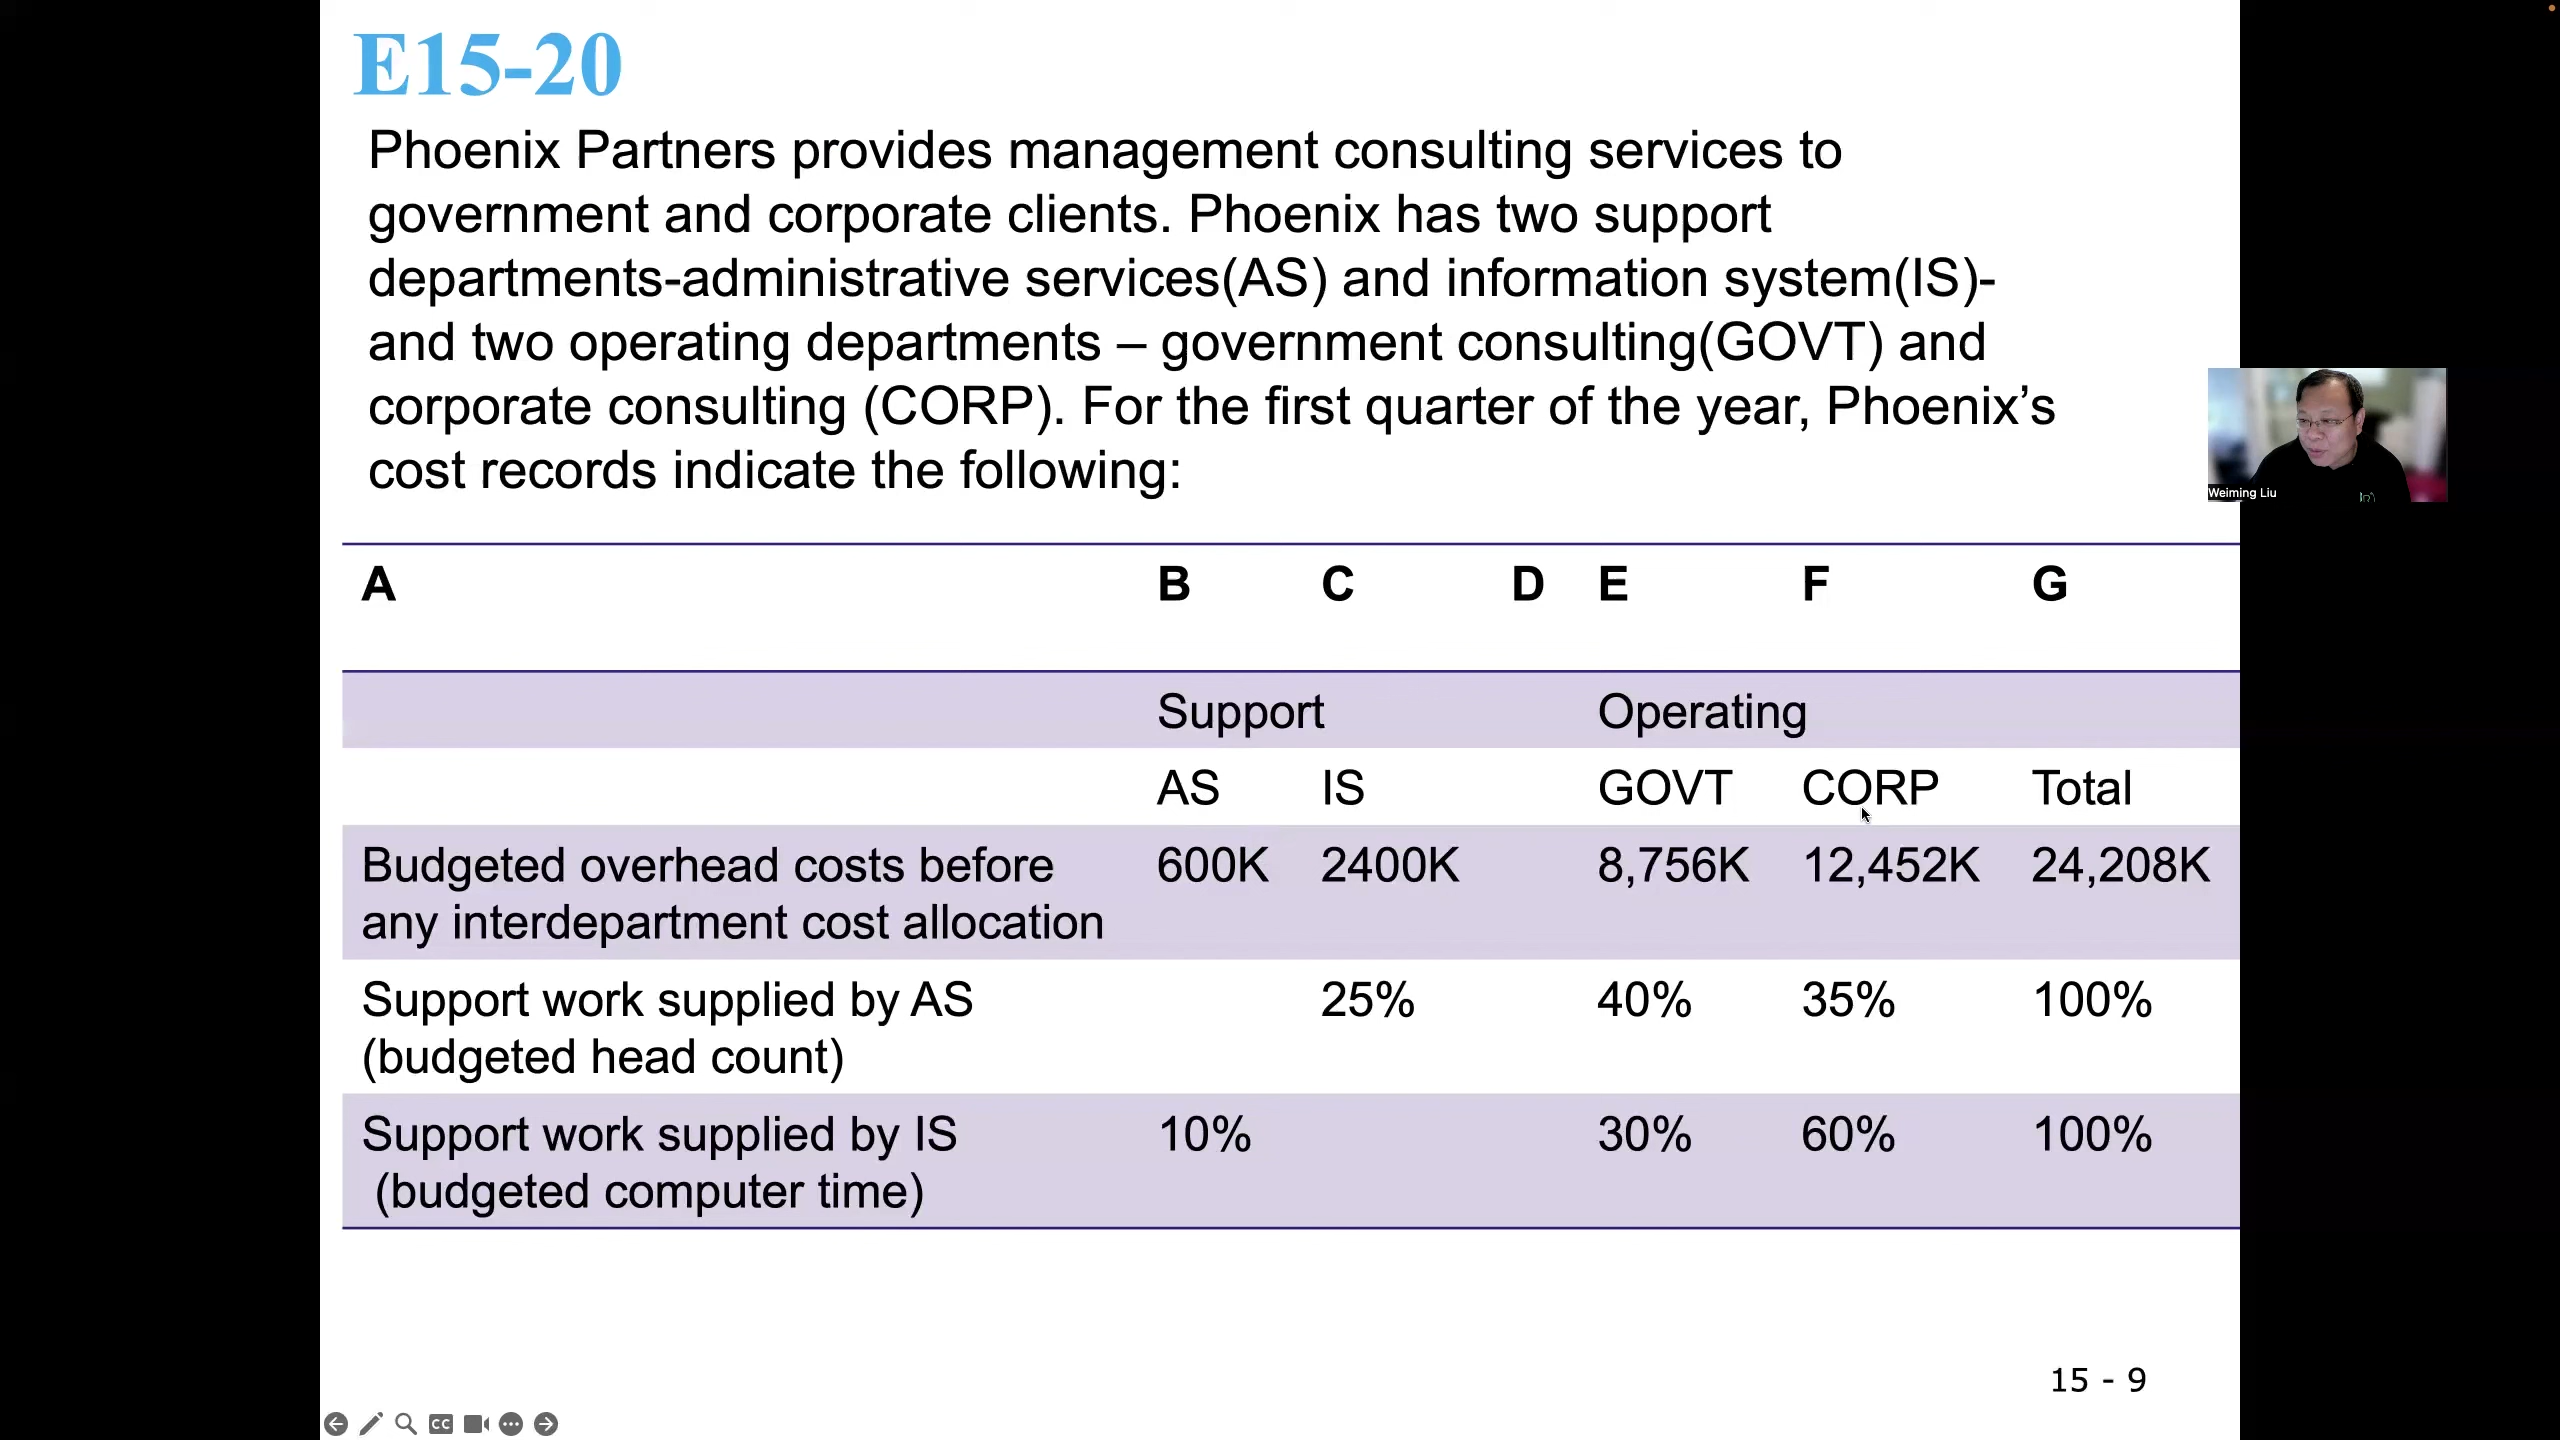 E15-20
Phoenix Partners provides management consulting services to
government and corporate clients. Phoenix has two support
departments-administrative services(AS) and information system(IS)-
and two operating departments – government consulting(GOVT) and
corporate consulting (CORP). For the first quarter of the year, Phoenix’s
cost records indicate the following:
Weiming Liu
A B C D E F G
Support Operating
AS IS GOVT CORP Total
Budgeted overhead costs before 600K 2400K 8,756K 12,452K 24,208K
any interdepartment cost allocation
Support work supplied by AS 25% 40% 35% 100%
(budgeted head count)
Support work supplied by IS 10% 30% 60% 100%
(budgeted computer time)
15 - 9
CC